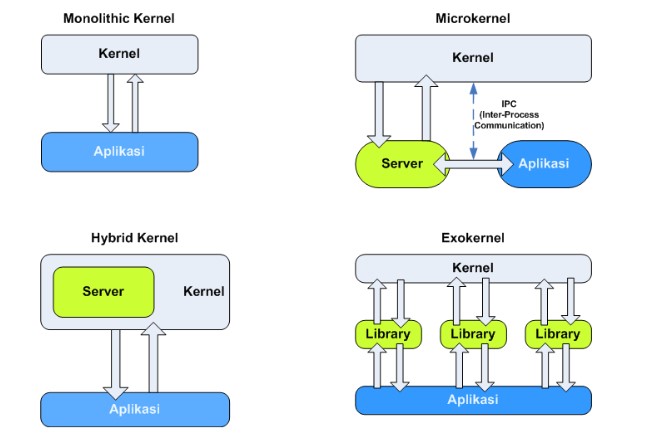 Monolithic Kernel
Kernel
Aplikasi
Microkernel
Kernel
IPC
(Inter-Process
Communication)
Server
Aplikasi
Hybrid Kernel
Server
Kernel
Aplikasi
Exokernel
Kernel
Library
Library
Library
Aplikasi